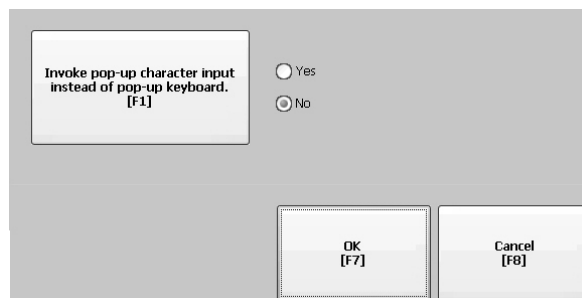 Invoke pop-up character input
instead of pop-up keyboard.
[F1]
Yes
No
OK
[F7]
Cancel
[F8]